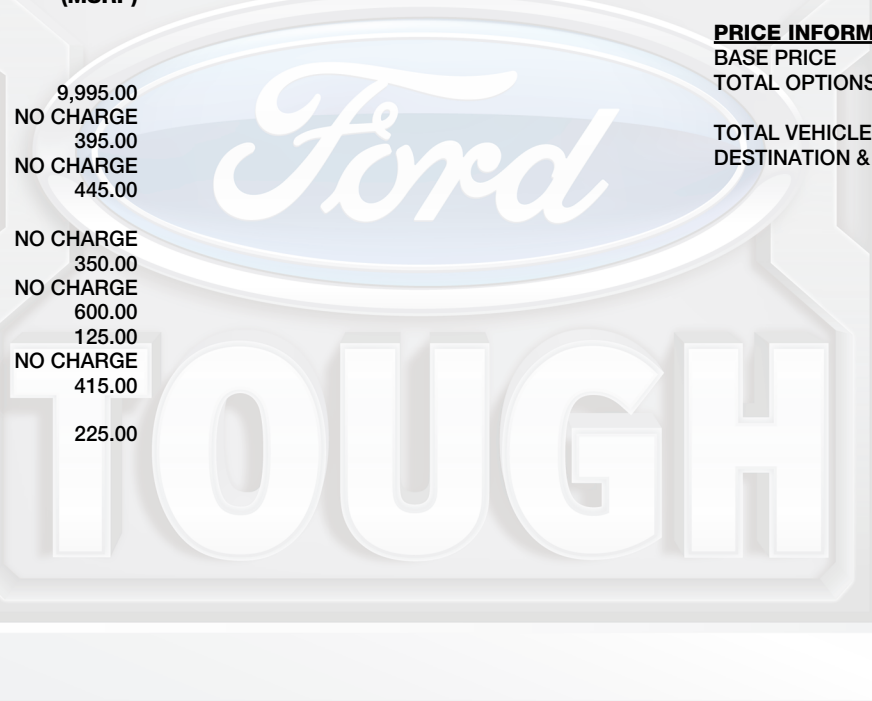 (MSRP)
9,995.00
NO CHARGE
395.00
NO CHARGE
445.00
NO CHARGE
350.00
NO CHARGE
600.00
125.00
NO CHARGE
415.00
225.00
PRICE INFORM
BASE PRICE
TOTAL OPTIONS
TOTAL VEHICLE
DESTINATION &
Ford
TOUGH